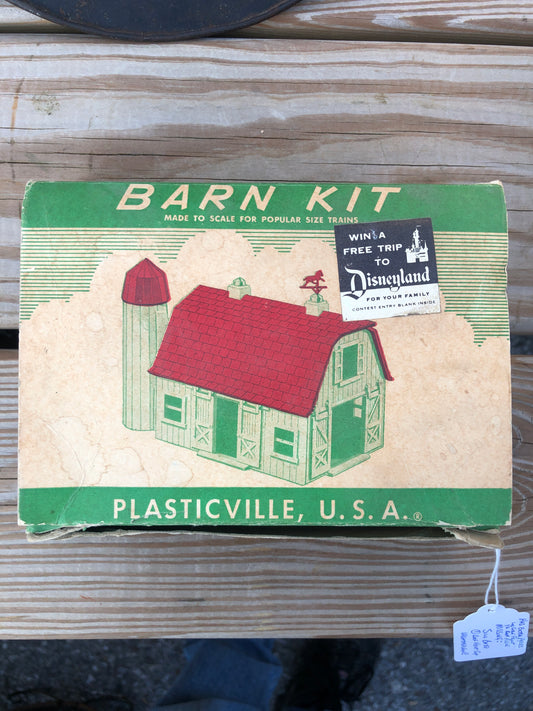 BARN KIT
MADE TO SCALE FOR POPULAR SIZE TRAINS
WIN A
FREE TRIP
TO
Disneyland
FOR YOUR FAMILY
CONTEST ENTRY BLANK INSIDE
PLASTICVILLE, U.S.A.®